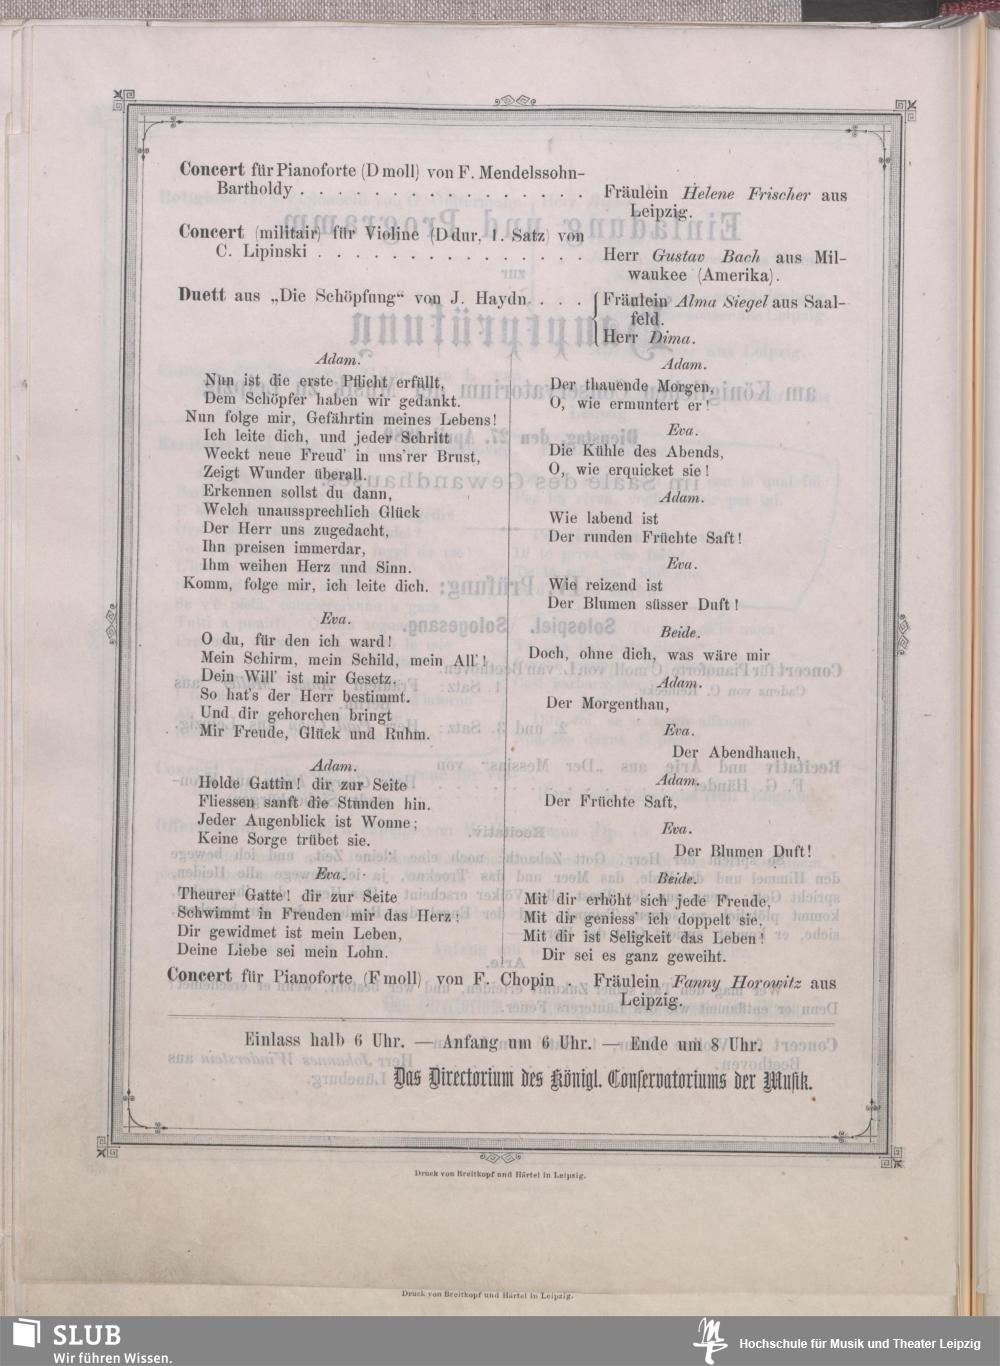 Concert für Pianoforte (D moll) von F. Mendelssohn-
Bartholdy . . . . . . . . . . . . . . . . Fräulein Helene Frischer aus
Leipzig.
Concert (militair) für Violine (D dur, 1. Satz) von
C. Lipinski . . . . . . . . . . . . . . . Herr Gustav Bach aus Mil-
waukee (Amerika).
Duett aus „Die Schöpfung“ von J. Haydn . . . . Fräulein Alma Siegel aus Saal-
feld.
Herr Dima.
Adam.
Nun ist die erste Pflicht erfüllt,
Dem Schöpfer haben wir gedankt.
Nun folge mir, Gefährtin meines Lebens!
Ich leite dich, und jeder Schritt
Weckt neue Freud' in uns'rer Brust,
Zeigt Wunder überall.
Erkennen sollst du dann,
Welch unaussprechlich Glück
Der Herr uns zugedacht,
Ihn preisen immerdar,
Ihm weihen Herz und Sinn.
Komm, folge mir, ich leite dich.
Eva.
O du, für den ich ward!
Mein Schirm, mein Schild, mein All'!
Dein Will' ist mir Gesetz.
So hat's der Herr bestimmt.
Und dir gehorchen bringt
Mir Freude, Glück und Ruhm.
Adam.
Holde Gattin! dir zur Seite
Fliessen sanft die Stunden hin.
Jeder Augenblick ist Wonne;
Keine Sorge trübet sie.
Eva.
Theurer Gatte! dir zur Seite
Schwimmt in Freuden mir das Herz;
Dir gewidmet ist mein Leben,
Deine Liebe sei mein Lohn.
Adam.
Der thauende Morgen,
O, wie ermuntert er!
Eva.
Die Kühle des Abends,
O, wie erquicket sie!
Adam.
Wie labend ist
Der runden Früchte Saft!
Eva.
Wie reizend ist
Der Blumen süsser Duft!
Beide.
Doch, ohne dich, was wäre mir
Adam.
Der Morgenthau,
Eva.
Der Abendhauch,
Adam.
Der Früchte Saft,
Eva.
Der Blumen Duft!
Beide.
Mit dir erhöht sich jede Freude,
Mit dir geniess' ich doppelt sie,
Mit dir ist Seligkeit das Leben!
Dir sei es ganz geweiht.
Concert für Pianoforte (F moll) von F. Chopin . Fräulein Fanny Horowitz aus
Leipzig.
Einlass halb 6 Uhr. — Anfang um 6 Uhr. — Ende um 8 Uhr.
Das Directorium des Königl. Conservatoriums der Musik.
Druck von Breitkopf und Härtel in Leipzig.
Druck von Breitkopf und Härtel in Leipzig.
SLUB
Wir führen Wissen.
Hochschule für Musik und Theater Leipzig